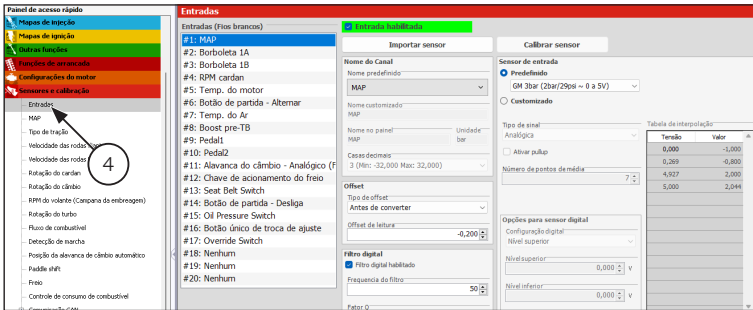 Painel de acesso rápido
Mapas de injeção
Mapas de ignição
Outras funções
Funções de arrancada
Configurações do motor
Sensores e calibração
Entradas
MAP
Tipo de tração
Velocidade das rodas
Velocidade das rodas
Rotação do cardan
Rotação do câmbio
RPM do volante (Campana da embreagem)
Rotação do turbo
Fluxo de combustível
Detecção de marcha
Posição da alavanca de câmbio automático
Paddle shift
Freio
Controle de consumo de combustível
Comunicação CAN
4
Entradas
Entradas (Fios brancos)
#1: MAP
#2: Borboleta 1A
#3: Borboleta 1B
#4: RPM cardan
#5: Temp. do motor
#6: Botão de partida - Alternar
#7: Temp. do Ar
#8: Boost pre-TB
#9: Pedal1
#10: Pedal2
#11: Alavanca do câmbio - Analógico (F
#12: Chave de acionamento do freio
#13: Seat Belt Switch
#14: Botão de partida - Desliga
#15: Oil Pressure Switch
#16: Botão único de troca de ajuste
#17: Override Switch
#18: Nenhum
#19: Nenhum
#20: Nenhum
Entrada habilitada
Importar sensor
Calibrar sensor
Nome do Canal
Nome predefinido
MAP
Nome customizado
MAP
Nome no painel Unidade
MAP bar
Casas decimais
3 (Min: -32,000 Max: 32,000)
Offset
Tipo de offset
Antes de converter
Offset de leitura
-0,200
Filtro digital
Filtro digital habilitado
Frequencia do filtro
50
Fator Q
Sensor de entrada
Predefinido
GM 3bar (2bar/29psi ~ 0 a 5V)
Customizado
Tipo de sinal
Analógica
Ativar pullup
Número de pontos de média
7
Opções para sensor digital
Configuração digital
Nível superior
Nível superior
0,000 v
Nível inferior
0,000 v
Tabela de interpolação
Tensão Valor
0,000 -1,000
0,269 -0,800
4,927 2,000
5,000 2,044